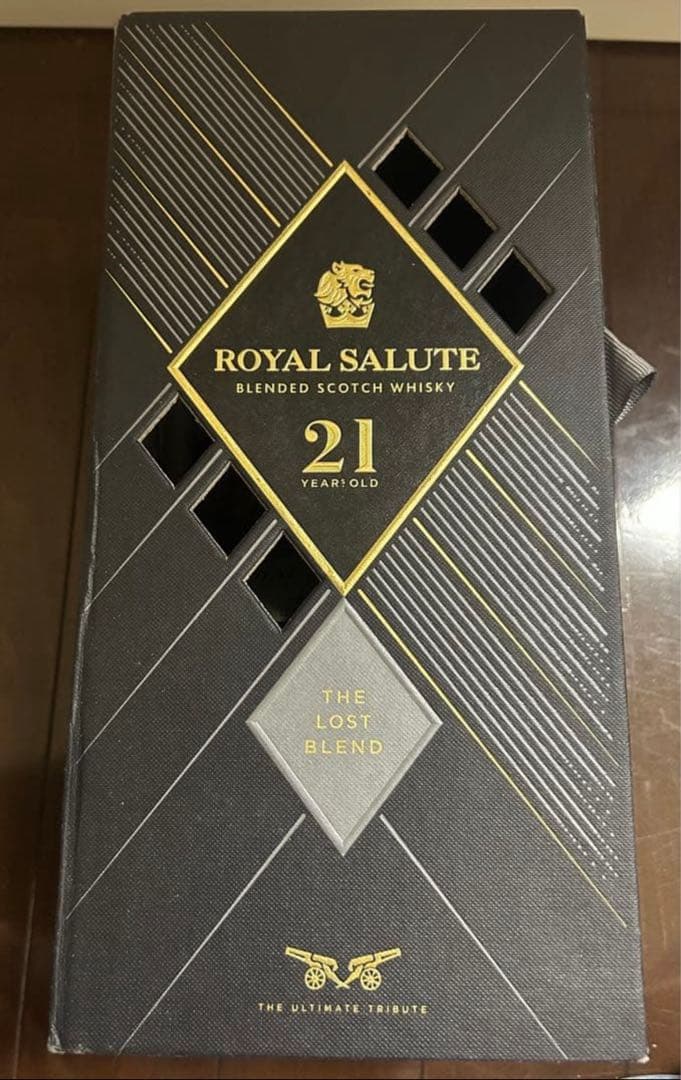 ROYAL SALUTE
BLENDED SCOTCH WHISKY
21
YEARS OLD
THE
LOST
BLEND
THE ULTIMATE TRIBUTE